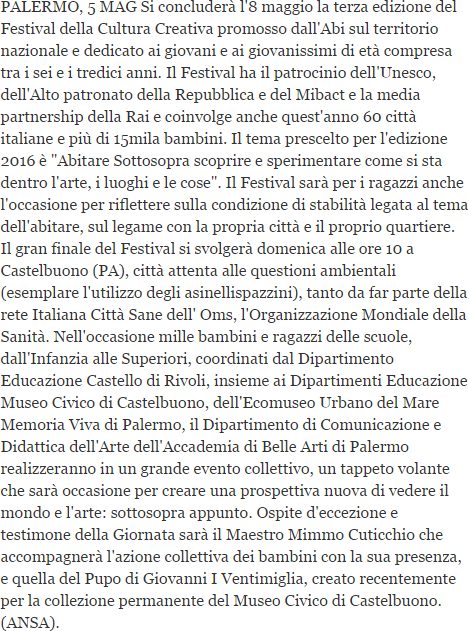 PALERMO, 5 MAG Si concluderà l'8 maggio la terza edizione del
Festival della Cultura Creativa promosso dall'Abi sul territorio
nazionale e dedicato ai giovani e ai giovanissimi di età compresa
tra i sei e i tredici anni. Il Festival ha il patrocinio dell'Unesco,
dell'Alto patronato della Repubblica e del Mibact e la media
partnership della Rai e coinvolge anche quest'anno 60 città
italiane e più di 15mila bambini. Il tema prescelto per l'edizione
2016 è "Abitare Sottosopra scoprire e sperimentare come si sta
dentro l'arte, i luoghi e le cose". Il Festival sarà per i ragazzi anche
l'occasione per riflettere sulla condizione di stabilità legata al tema
dell'abitare, sul legame con la propria città e il proprio quartiere.
Il gran finale del Festival si svolgerà domenica alle ore 10 a
Castelbuono (PA), città attenta alle questioni ambientali
(esemplare l'utilizzo degli asinellispazzini), tanto da far parte della
rete Italiana Città Sane dell' Oms, l'Organizzazione Mondiale della
Sanità. Nell'occasione mille bambini e ragazzi delle scuole,
dall'Infanzia alle Superiori, coordinati dal Dipartimento
Educazione Castello di Rivoli, insieme ai Dipartimenti Educazione
Museo Civico di Castelbuono, dell'Ecomuseo Urbano del Mare
Memoria Viva di Palermo, il Dipartimento di Comunicazione e
Didattica dell'Arte dell'Accademia di Belle Arti di Palermo
realizzeranno in un grande evento collettivo, un tappeto volante
che sarà occasione per creare una prospettiva nuova di vedere il
mondo e l'arte: sottosopra appunto. Ospite d'eccezione e
testimone della Giornata sarà il Maestro Mimmo Cuticchio che
accompagnerà l'azione collettiva dei bambini con la sua presenza,
e quella del Pupo di Giovanni I Ventimiglia, creato recentemente
per la collezione permanente del Museo Civico di Castelbuono.
(ANSA).